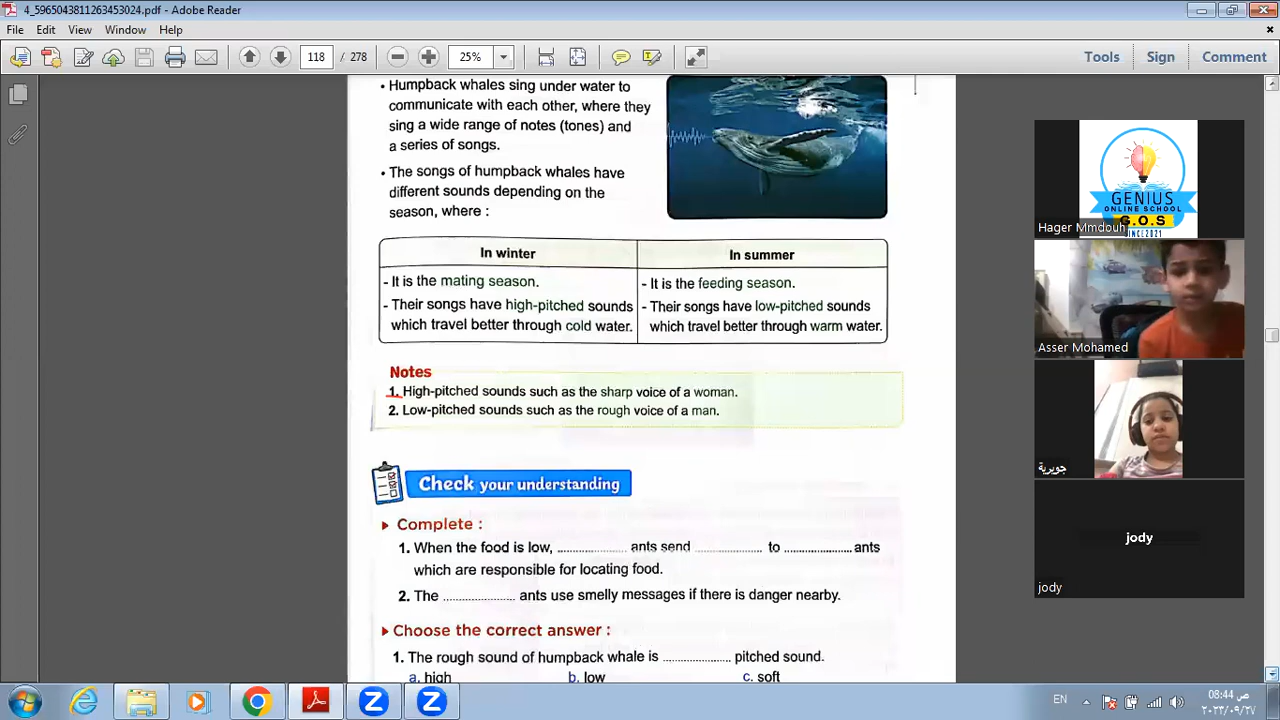 4_5965043811263453024.pdf - Adobe Reader
File Edit View Window Help
118 / 278 25% Tools Sign Comment
• Humpback whales sing under water to
communicate with each other, where they
sing a wide range of notes (tones) and
a series of songs.
• The songs of humpback whales have
different sounds depending on the
season, where :
In winter In summer
- It is the mating season. - It is the feeding season.
- Their songs have high-pitched sounds - Their songs have low-pitched sounds
which travel better through cold water. which travel better through warm water.
Notes
1. High-pitched sounds such as the sharp voice of a woman.
2. Low-pitched sounds such as the rough voice of a man.
Check your understanding
Complete :
1. When the food is low, .................... ants send .................... to .................... ants
which are responsible for locating food.
2. The .................... ants use smelly messages if there is danger nearby.
Choose the correct answer :
1. The rough sound of humpback whale is .................... pitched sound.
a. high b. low c. soft
GENIUS
ONLINE SCHOOL
G.O.S
SINCE 2021
Hager Mmdouh
Asser Mohamed
جويرية
jody
jody
EN
08:44 ص
٢٠٢٣/٠٩/٢٧